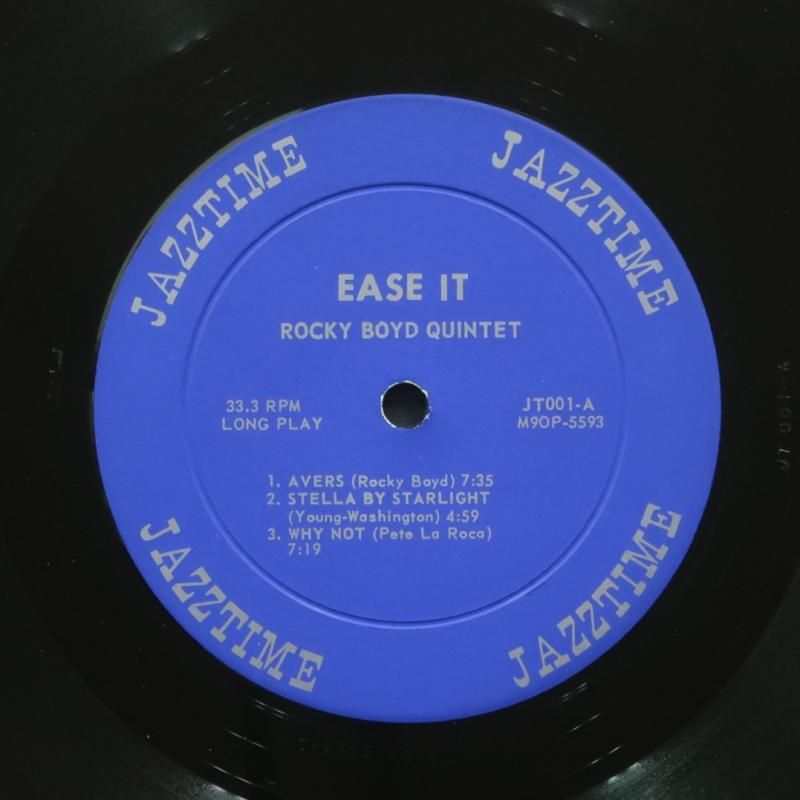 JAZZTIME
JAZZTIME
EASE IT
ROCKY BOYD QUINTET
33.3 RPM
LONG PLAY
JT001-A
M9OP-5593
1. AVERS (Rocky Boyd) 7:35
2. STELLA BY STARLIGHT
(Young-Washington) 4:59
3. WHY NOT (Pete La Roca)
7:19
JAZZTIME
JAZZTIME
JT 001-A